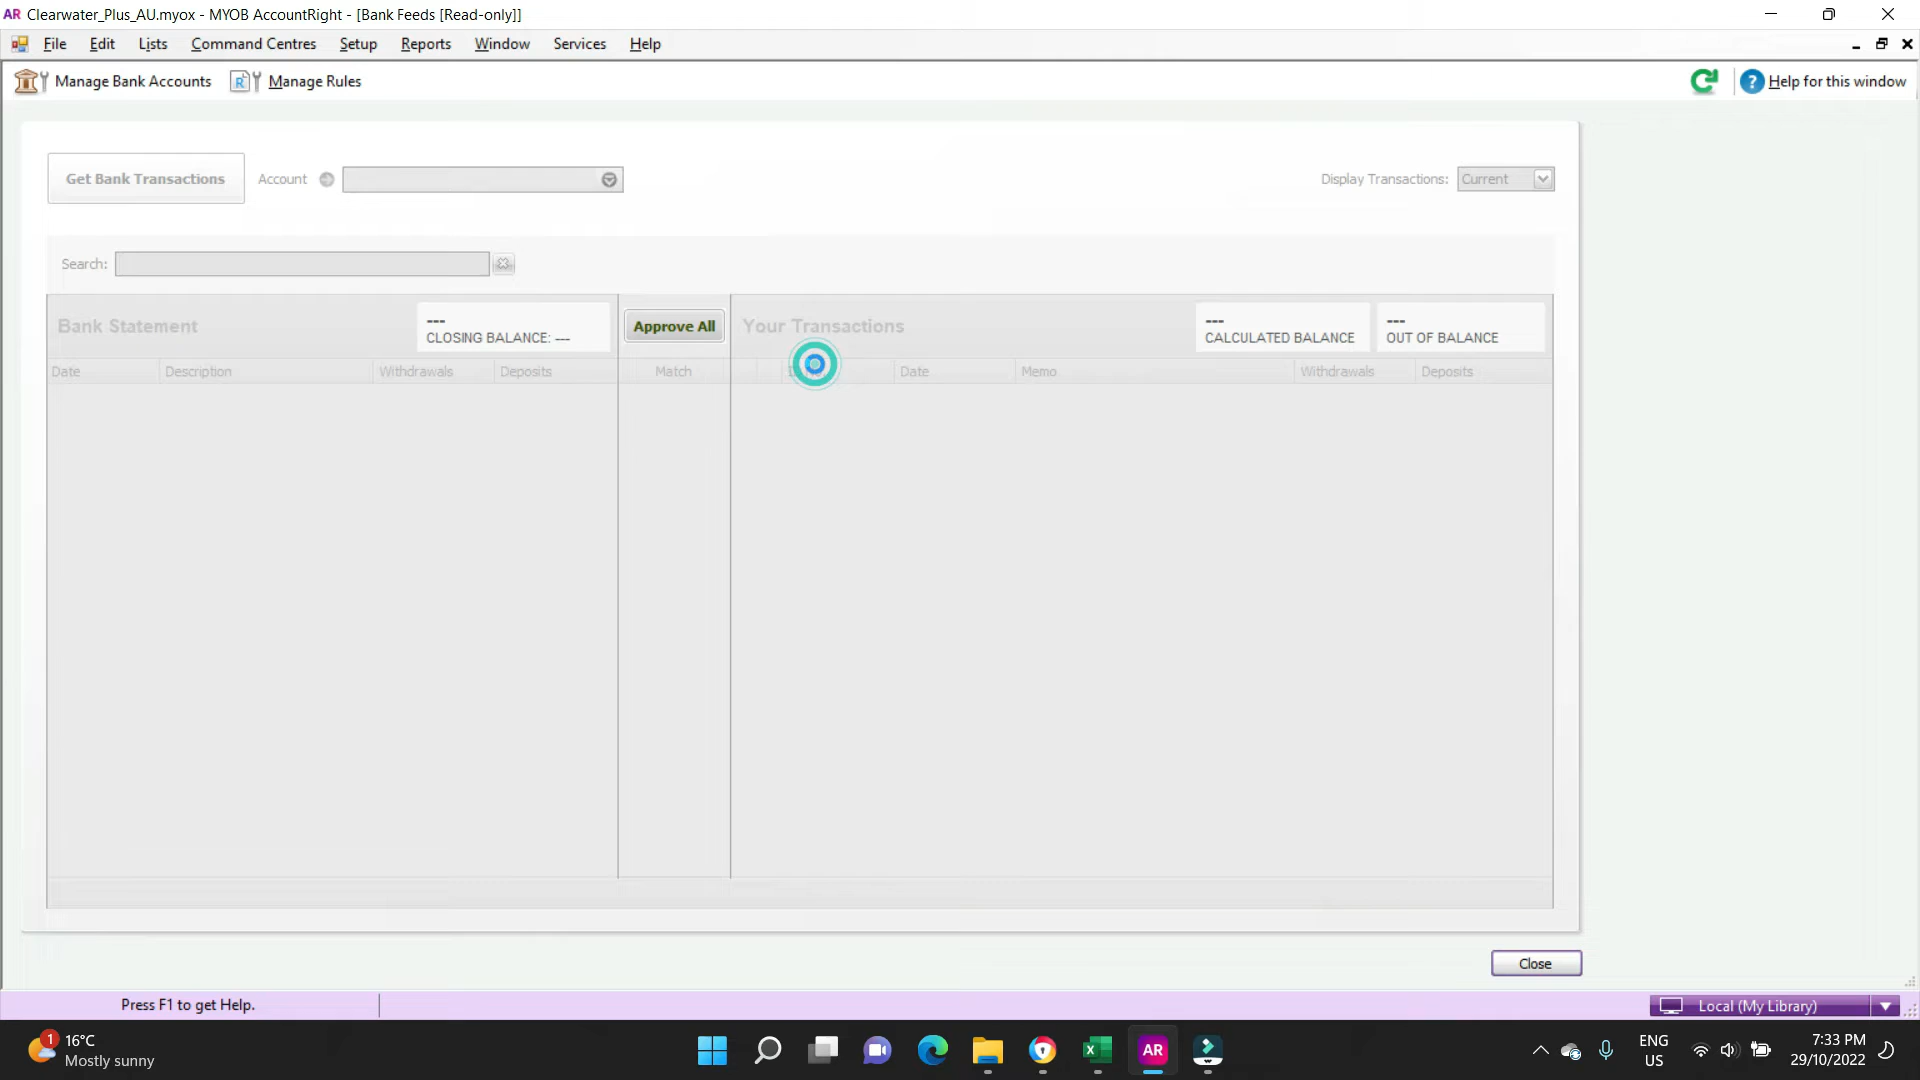 AR Clearwater_Plus_AU.myox - MYOB AccountRight - [Bank Feeds [Read-only]]
File Edit Lists Command Centres Setup Reports Window Services Help
Manage Bank Accounts Manage Rules Help for this window
Get Bank Transactions Account Display Transactions: Current
Search:
Bank Statement --- CLOSING BALANCE: --- Approve All Your Transactions --- CALCULATED BALANCE --- OUT OF BALANCE
Date Description Withdrawals Deposits Match Date Memo Withdrawals Deposits
Close
Press F1 to get Help. Local (My Library)
1 16°C
Mostly sunny
AR
ENG
US
7:33 PM
29/10/2022